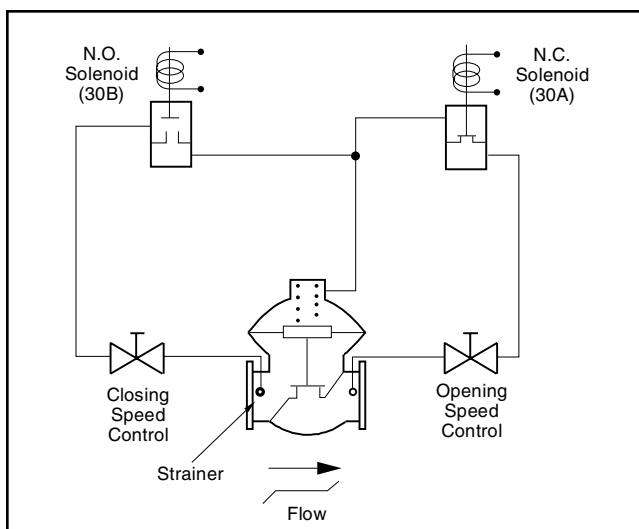 N.O.
Solenoid
(30B)
N.C.
Solenoid
(30A)
Closing
Speed
Control
Opening
Speed
Control
Strainer
Flow